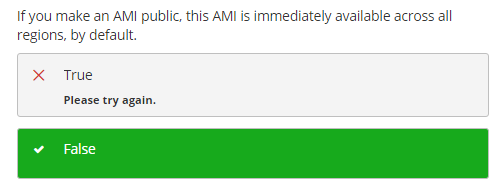 If you make an AMI public, this AMI is immediately available across all
regions, by default.
True
Please try again.
False